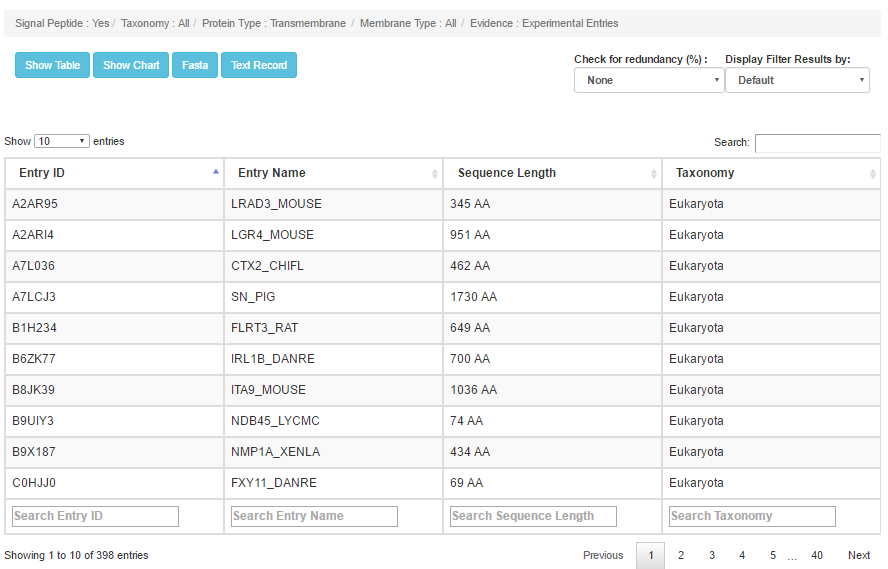 Signal Peptide : Yes / Taxonomy : All / Protein Type : Transmembrane / Membrane Type : All / Evidence : Experimental Entries
Show Table Show Chart Fasta Text Record
Check for redundancy (%) : Display Filter Results by:
None Default
Show 10 entries Search:
Entry ID Entry Name Sequence Length Taxonomy
A2AR95 LRAD3_MOUSE 345 AA Eukaryota
A2ARI4 LGR4_MOUSE 951 AA Eukaryota
A7L036 CTX2_CHIFL 462 AA Eukaryota
A7LCJ3 SN_PIG 1730 AA Eukaryota
B1H234 FLRT3_RAT 649 AA Eukaryota
B6ZK77 IRL1B_DANRE 700 AA Eukaryota
B8JK39 ITA9_MOUSE 1036 AA Eukaryota
B9UIY3 NDB45_LYCMC 74 AA Eukaryota
B9X187 NMP1A_XENLA 434 AA Eukaryota
C0HJJ0 FXY11_DANRE 69 AA Eukaryota
Search Entry ID Search Entry Name Search Sequence Length Search Taxonomy
Showing 1 to 10 of 398 entries Previous 1 2 3 4 5 ... 40 Next